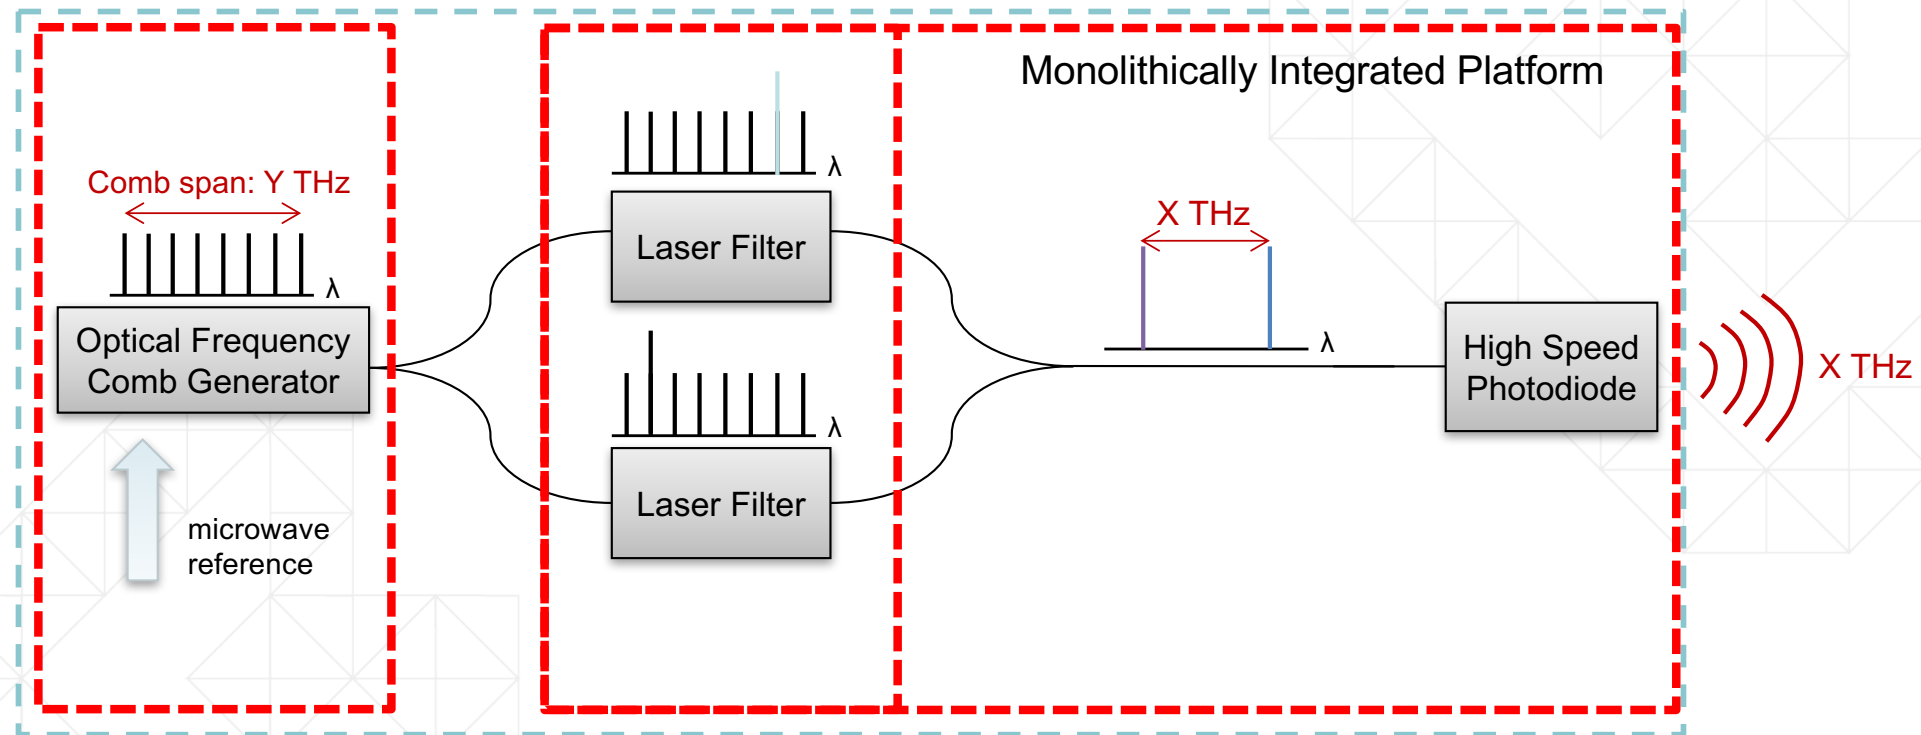 Monolithically Integrated Platform
Comb span: Y THz
λ
Optical Frequency
Comb Generator
microwave
reference
λ
Laser Filter
λ
Laser Filter
X THz
λ
High Speed
Photodiode
X THz